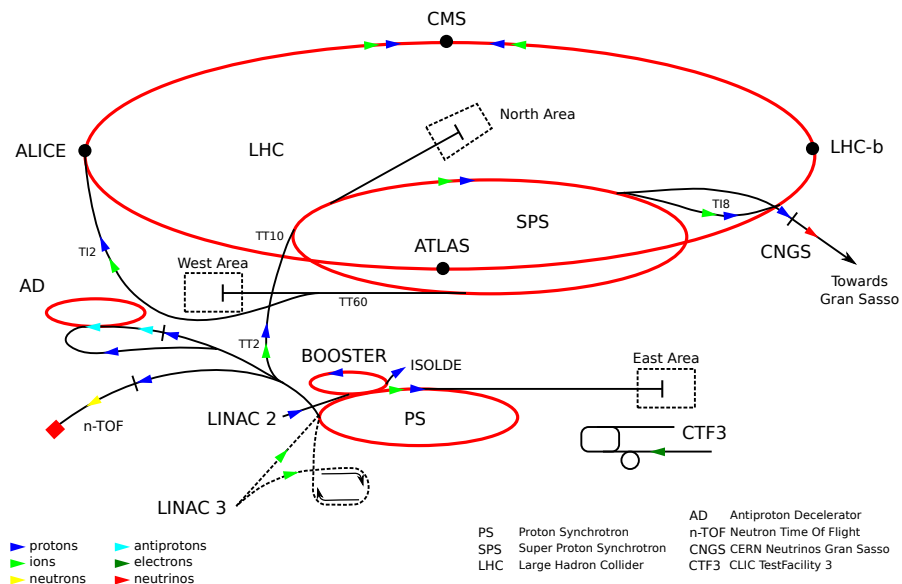 CMS
North Area
ALICE
LHC
LHC-b
TI8
SPS
TT10
ATLAS
TI2
West Area
CNGS
AD
Towards
Gran Sasso
TT60
TT2
BOOSTER
ISOLDE
East Area
LINAC 2
PS
n-TOF
CTF3
LINAC 3
protons
ions
neutrons
antiprotons
electrons
neutrinos
PS Proton Synchrotron
SPS Super Proton Synchrotron
LHC Large Hadron Collider
AD Antiproton Decelerator
n-TOF Neutron Time Of Flight
CNGS CERN Neutrinos Gran Sasso
CTF3 CLIC TestFacility 3